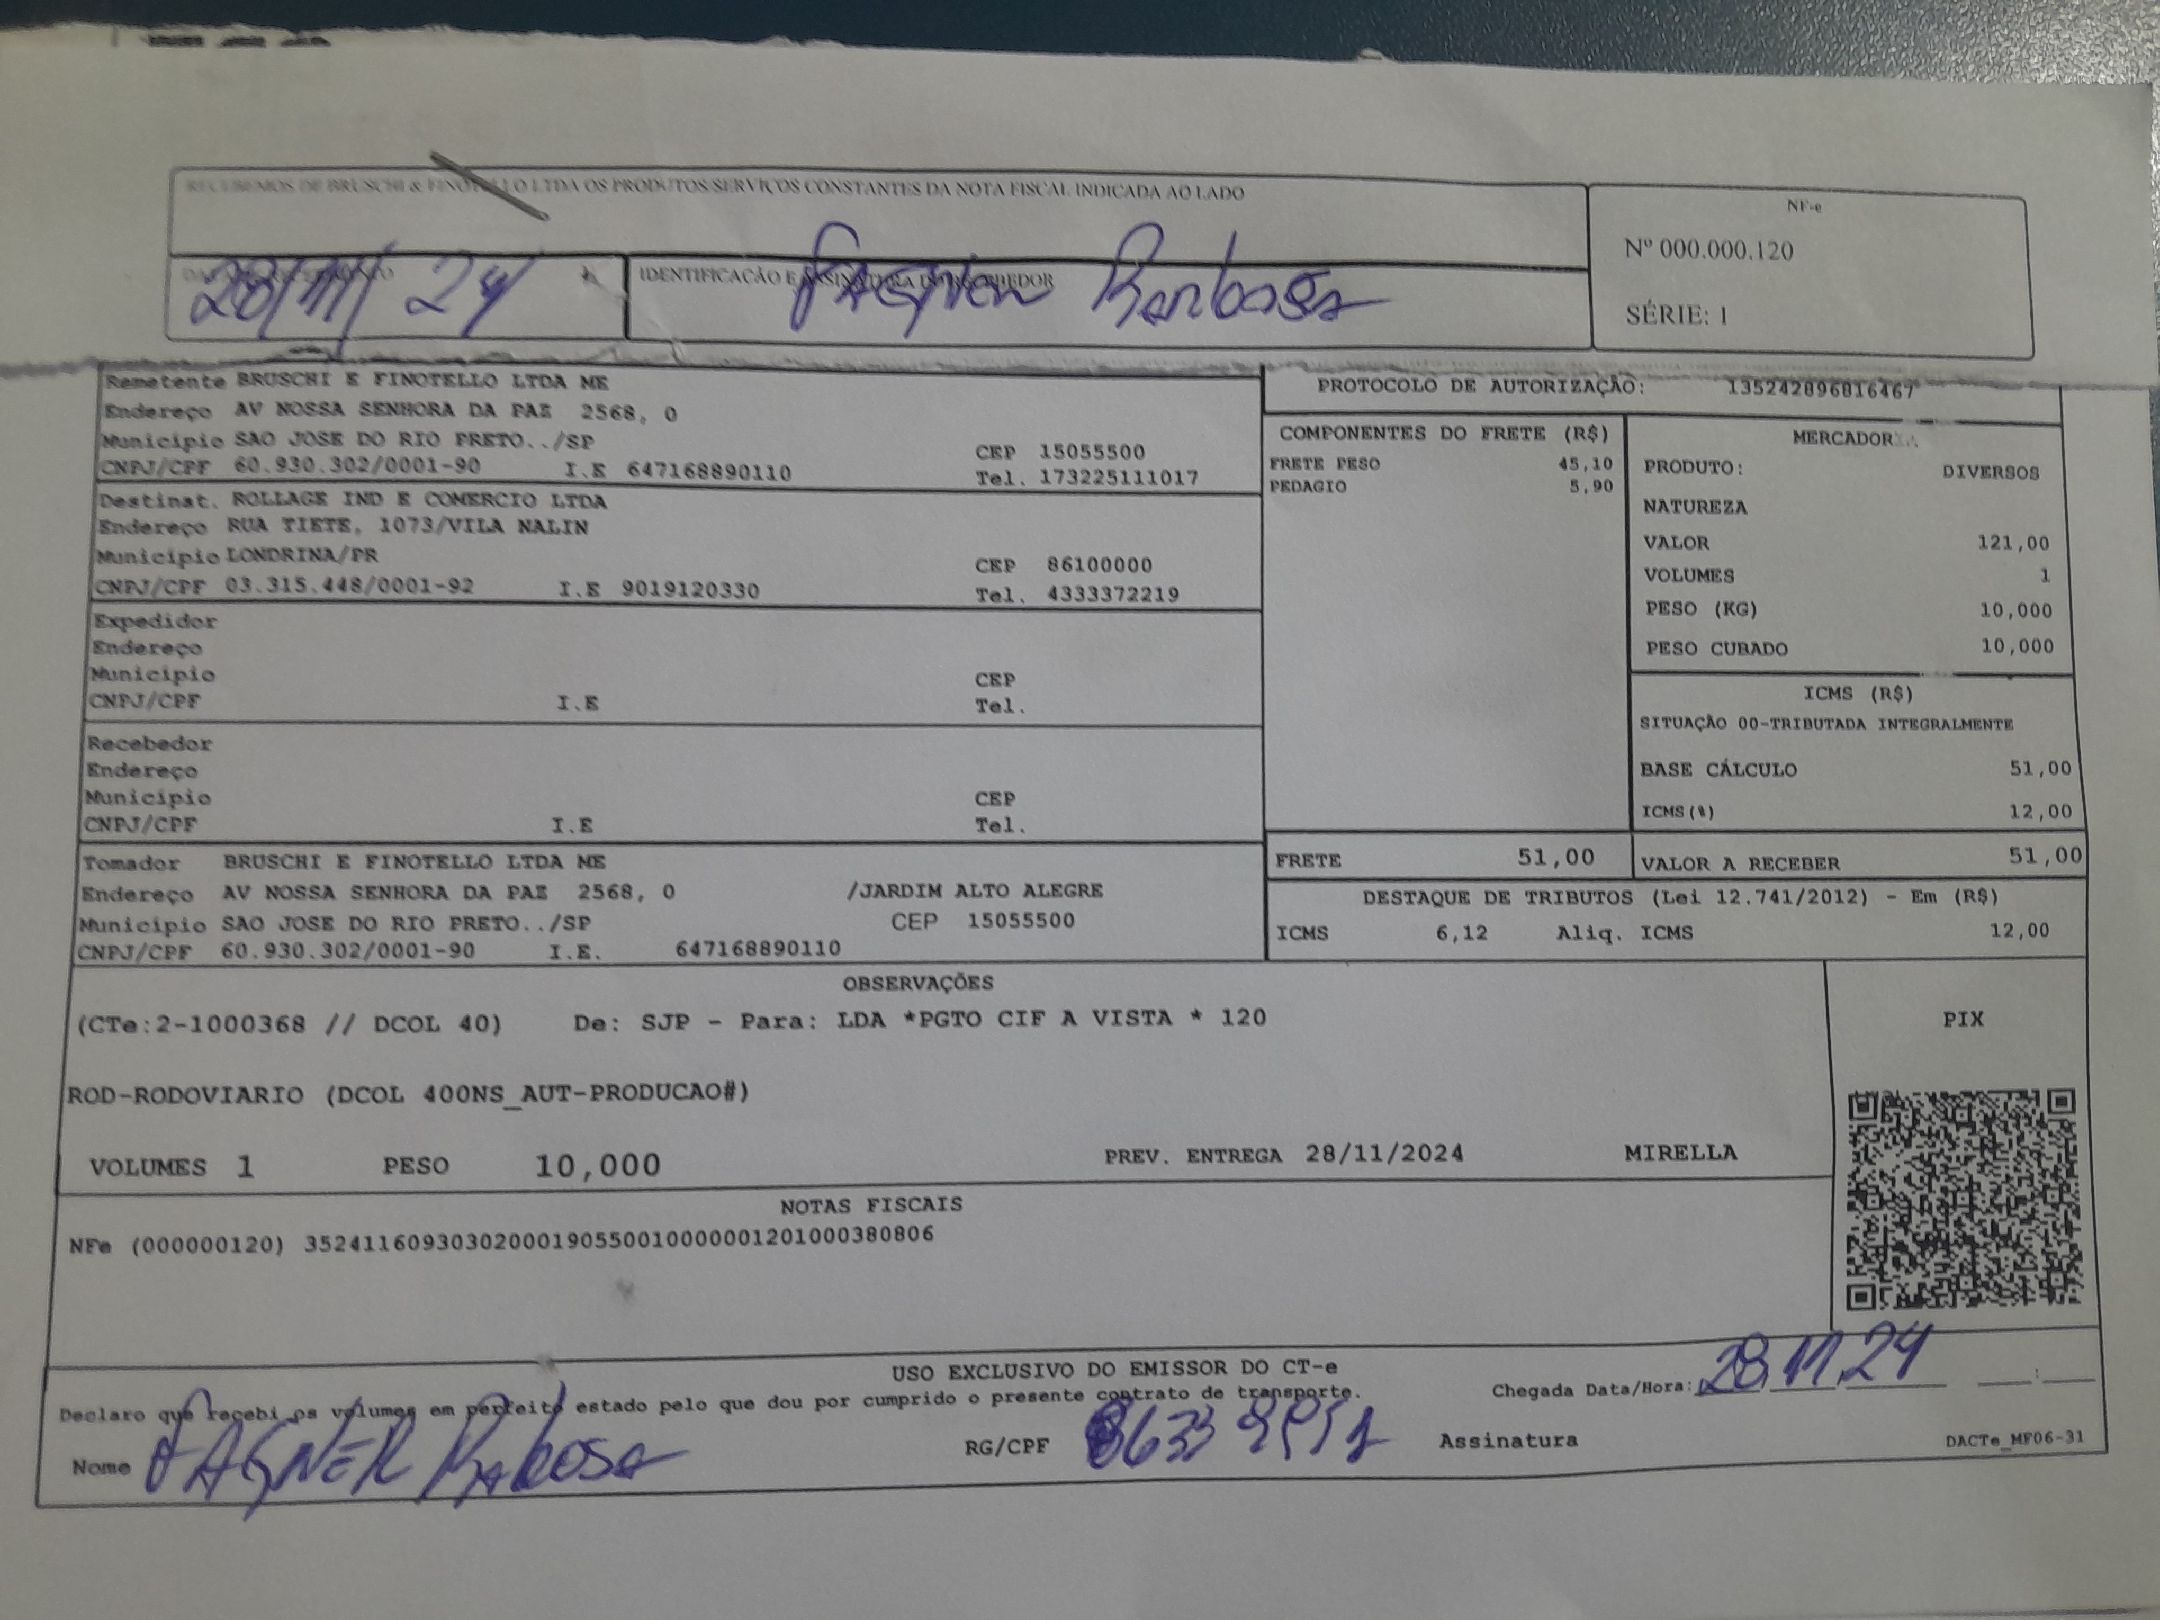 RECEBEMOS DE BRUSCHI & FINOTELLO LTDA OS PRODUTOS/SERVICOS CONSTANTES DA NOTA FISCAL INDICADA AO LADO
28/11/24
IDENTIFICACÃO E ASSINATURA DO RECEBEDOR
Barbosa
NF-e
Nº 000.000.120
SÉRIE: 1
Remetente BRUSCHI E FINOTELLO LTDA ME
Endereço AV NOSSA SENHORA DA PAZ 2568, 0
Município SAO JOSE DO RIO PRETO../SP CEP 15055500
CNPJ/CPF 60.930.302/0001-90 I.E 647168890110 Tel. 173225111017
Destinat. ROLLAGE IND E COMERCIO LTDA
Endereço RUA TIETE, 1073/VILA NALIN
Município LONDRINA/PR CEP 86100000
CNPJ/CPF 03.315.448/0001-92 I.E 9019120330 Tel. 4333372219
Expedidor
Endereço
Município CEP
CNPJ/CPF I.E Tel.
Recebedor
Endereço
Município CEP
CNPJ/CPF I.E Tel.
Tomador BRUSCHI E FINOTELLO LTDA ME
Endereço AV NOSSA SENHORA DA PAZ 2568, 0 /JARDIM ALTO ALEGRE
Município SAO JOSE DO RIO PRETO../SP CEP 15055500
CNPJ/CPF 60.930.302/0001-90 I.E. 647168890110
PROTOCOLO DE AUTORIZAÇÃO: 135242896816467
COMPONENTES DO FRETE (R$)
FRETE PESO 45,10
PEDAGIO 5,90
MERCADOR
PRODUTO: DIVERSOS
NATUREZA
VALOR 121,00
VOLUMES 1
PESO (KG) 10,000
PESO CUBADO 10,000
ICMS (R$)
SITUAÇÃO 00-TRIBUTADA INTEGRALMENTE
BASE CÁLCULO 51,00
ICMS(%) 12,00
FRETE 51,00 VALOR A RECEBER 51,00
DESTAQUE DE TRIBUTOS (Lei 12.741/2012) - Em (R$)
ICMS 6,12 Aliq. ICMS 12,00
OBSERVAÇÕES
(CTe:2-1000368 // DCOL 40) De: SJP - Para: LDA *PGTO CIF A VISTA * 120
ROD-RODOVIARIO (DCOL 400NS_AUT-PRODUCAO#)
VOLUMES 1 PESO 10,000 PREV. ENTREGA 28/11/2024 MIRELLA
PIX
NOTAS FISCAIS
NFe (000000120) 35241160930302000190550010000001201000380806
USO EXCLUSIVO DO EMISSOR DO CT-e
Declaro que recebi os volumes em perfeito estado pelo que dou por cumprido o presente contrato de transporte.
Chegada Data/Hora: 28 11 24 __:__
Nome VAGNER Barbosa RG/CPF Assinatura
DACTe_MF06-31